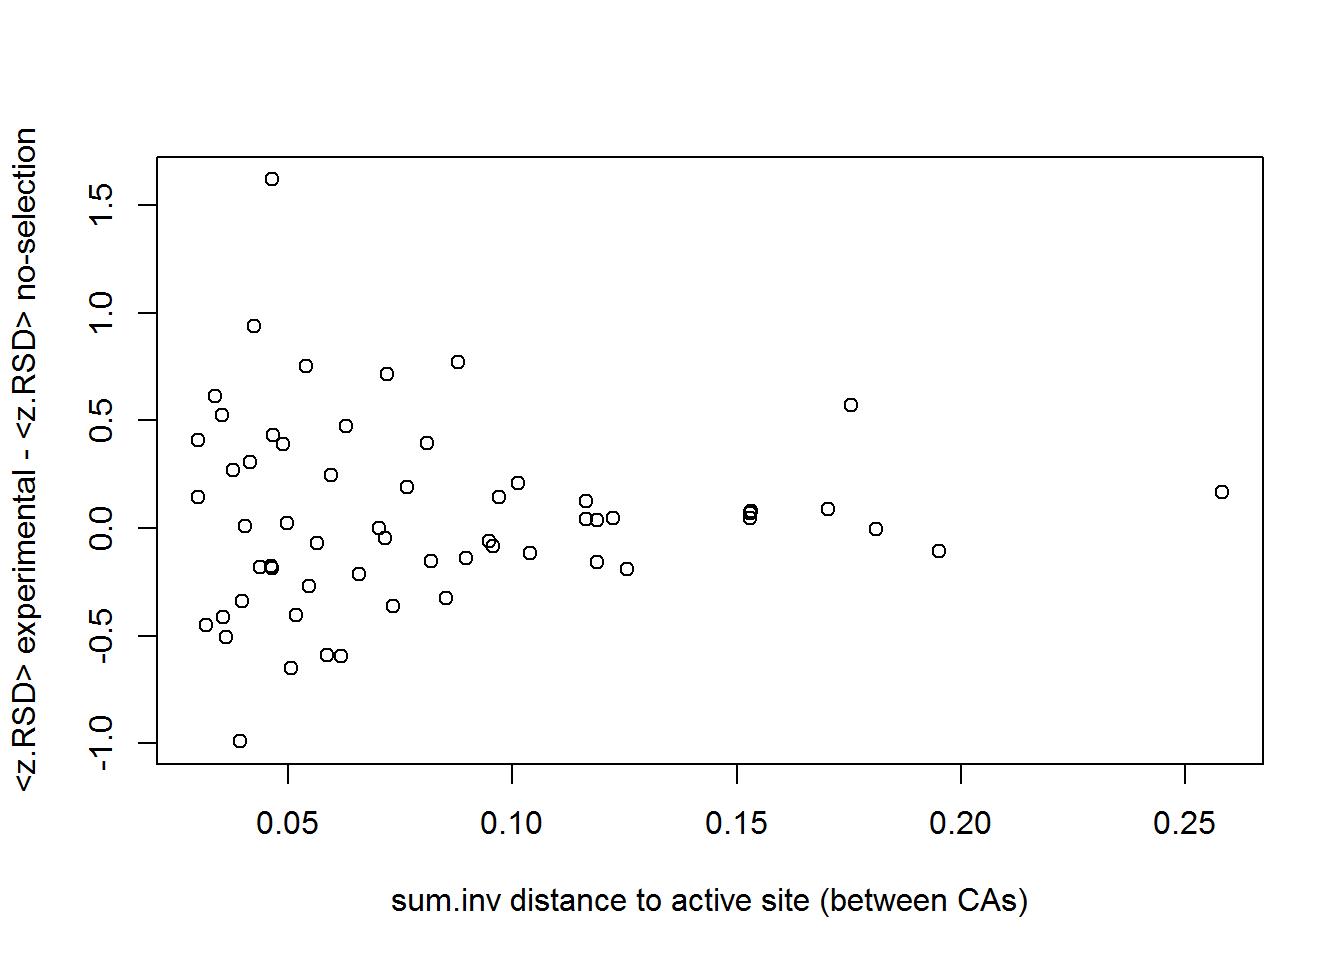 <z.RSD> experimental - <z.RSD> no-selection
1.5
1.0
0.5
0.0
-0.5
-1.0
0.05 0.10 0.15 0.20 0.25
sum.inv distance to active site (between CAs)